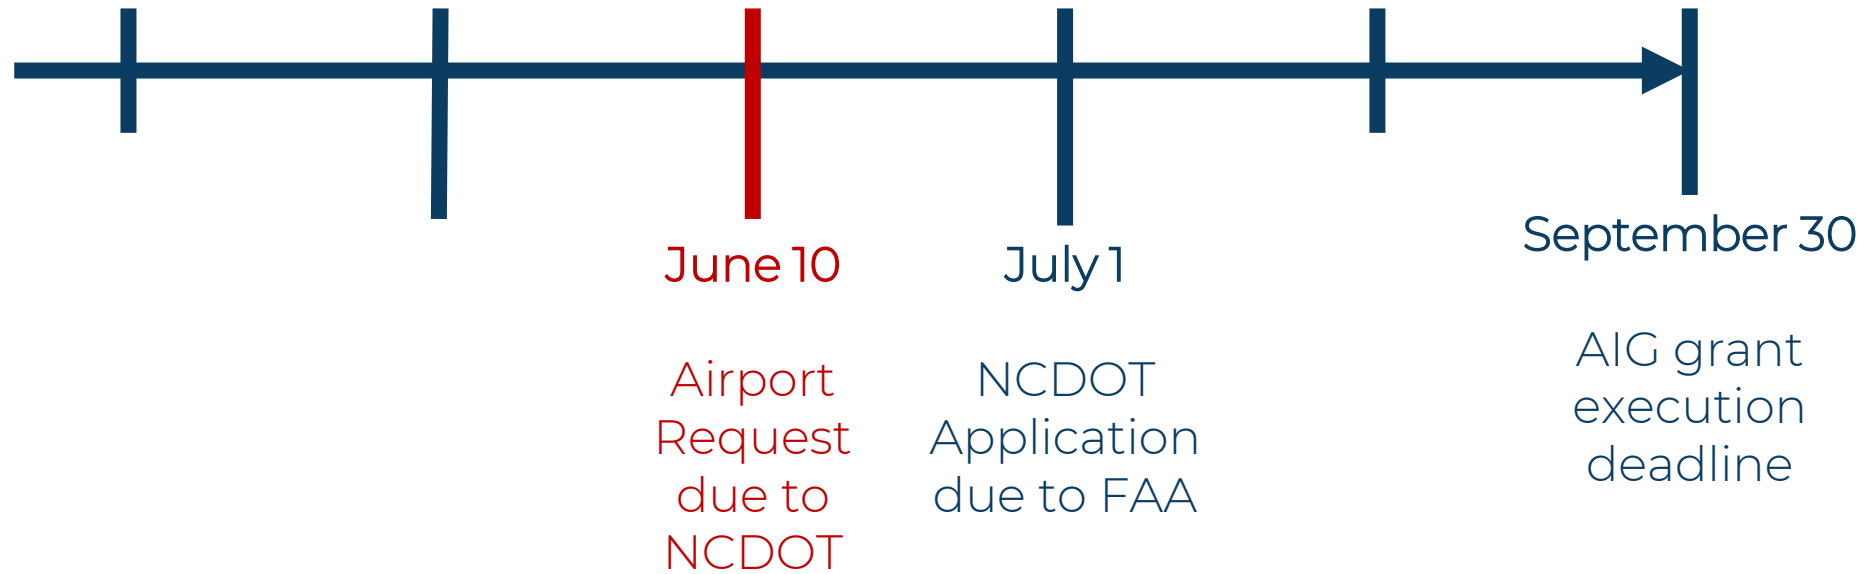 June 10
Airport
Request
due to
NCDOT
July 1
NCDOT
Application
due to FAA
September 30
AIG grant
execution
deadline